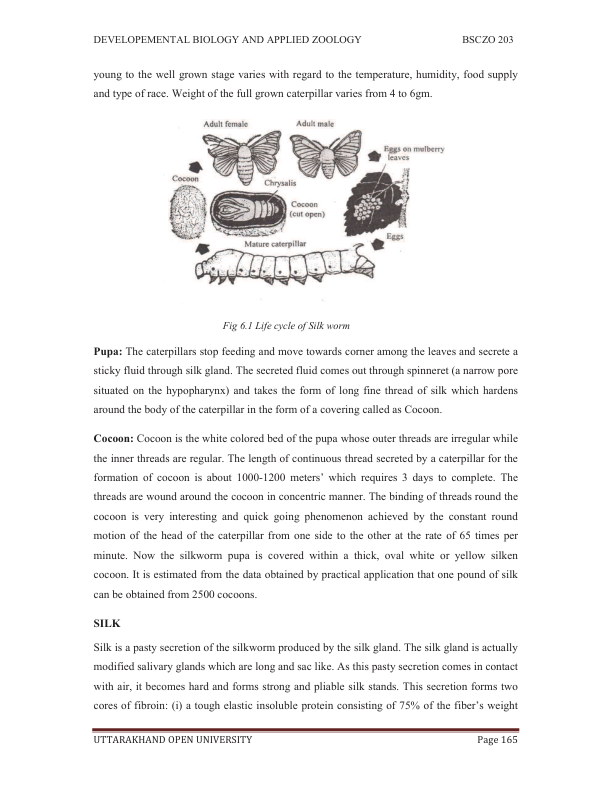 DEVELOPEMENTAL BIOLOGY AND APPLIED ZOOLOGY BSCZO 203
young to the well grown stage varies with regard to the temperature, humidity, food supply
and type of race. Weight of the full grown caterpillar varies from 4 to 6gm.
Adult female
Adult male
Eggs on mulberry
leaves
Cocoon
Chrysalis
Cocoon
(cut open)
Mature caterpillar
Eggs
Fig 6.1 Life cycle of Silk worm
Pupa: The caterpillars stop feeding and move towards corner among the leaves and secrete a
sticky fluid through silk gland. The secreted fluid comes out through spinneret (a narrow pore
situated on the hypopharynx) and takes the form of long fine thread of silk which hardens
around the body of the caterpillar in the form of a covering called as Cocoon.
Cocoon: Cocoon is the white colored bed of the pupa whose outer threads are irregular while
the inner threads are regular. The length of continuous thread secreted by a caterpillar for the
formation of cocoon is about 1000-1200 meters’ which requires 3 days to complete. The
threads are wound around the cocoon in concentric manner. The binding of threads round the
cocoon is very interesting and quick going phenomenon achieved by the constant round
motion of the head of the caterpillar from one side to the other at the rate of 65 times per
minute. Now the silkworm pupa is covered within a thick, oval white or yellow silken
cocoon. It is estimated from the data obtained by practical application that one pound of silk
can be obtained from 2500 cocoons.
SILK
Silk is a pasty secretion of the silkworm produced by the silk gland. The silk gland is actually
modified salivary glands which are long and sac like. As this pasty secretion comes in contact
with air, it becomes hard and forms strong and pliable silk stands. This secretion forms two
cores of fibroin: (i) a tough elastic insoluble protein consisting of 75% of the fiber’s weight
UTTARAKHAND OPEN UNIVERSITY Page 165